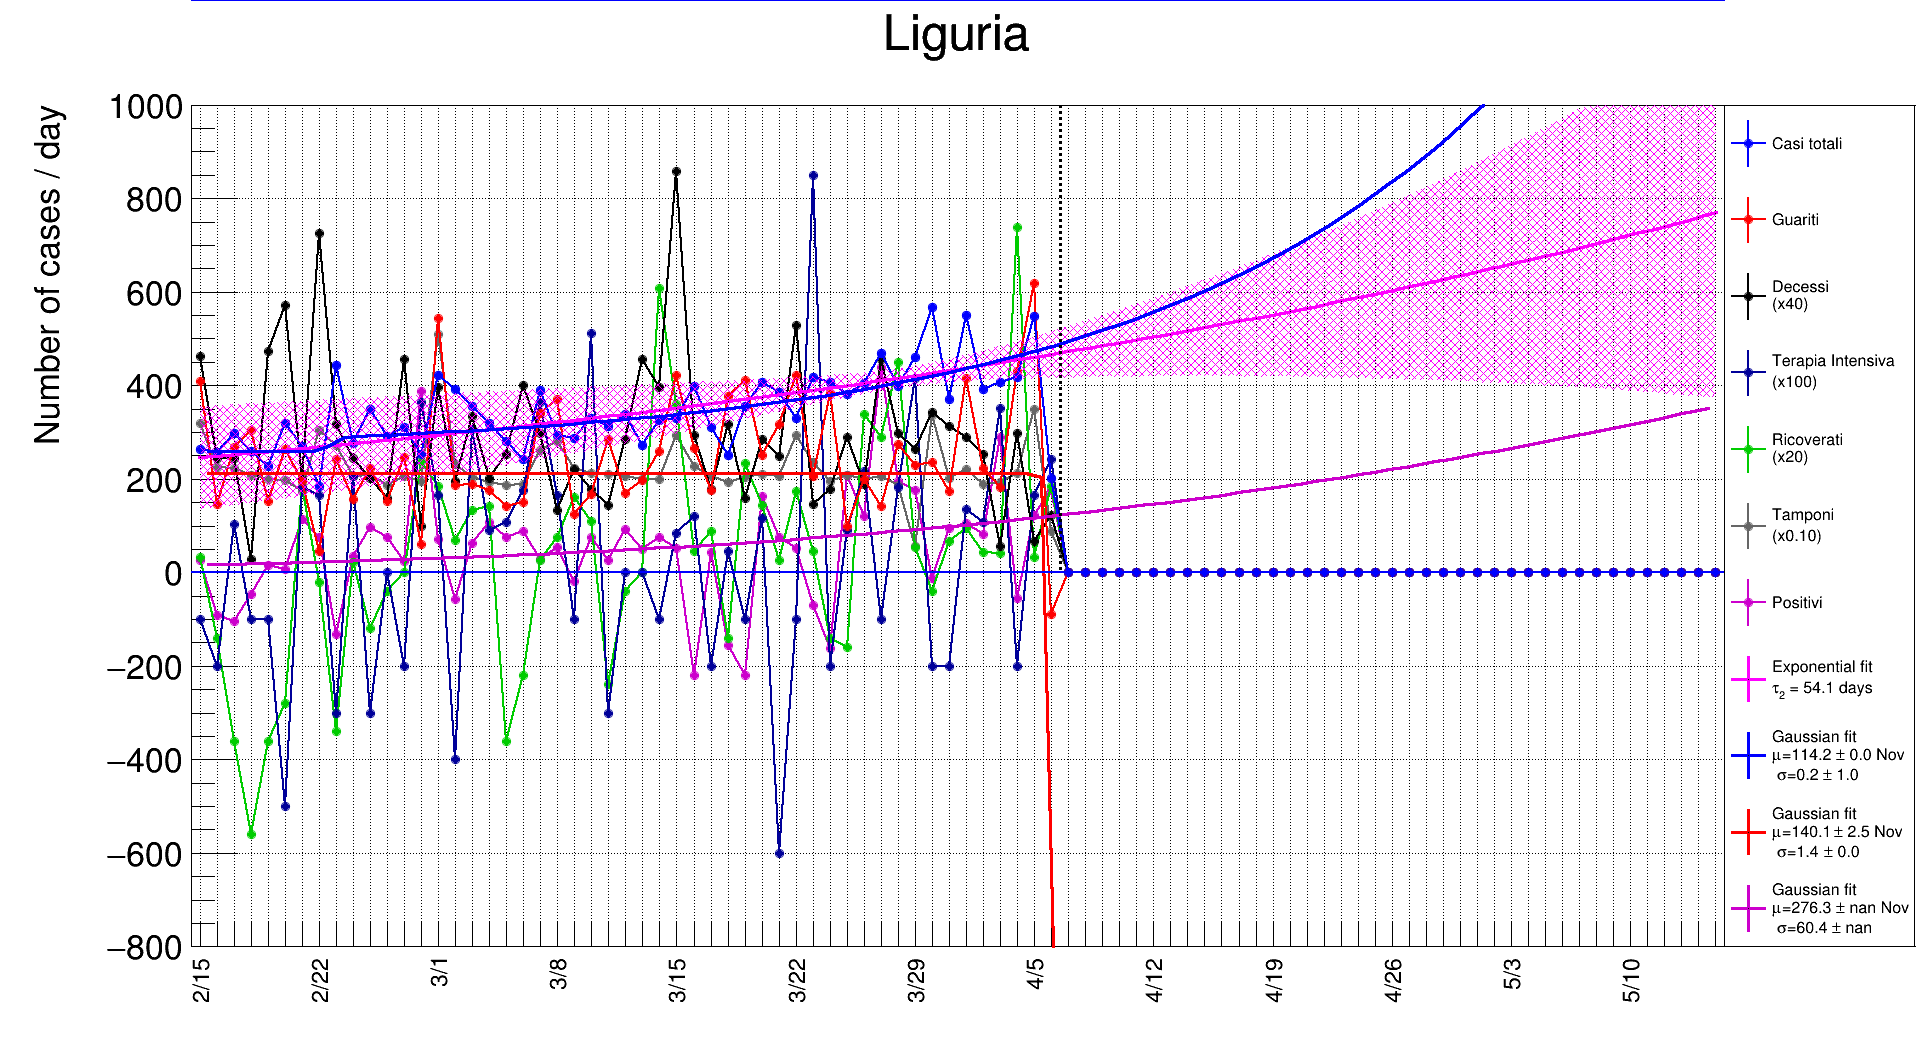 Liguria
Number of cases / day
1000
800
600
400
200
0
−200
−400
−600
−800
2/15
2/22
3/1
3/8
3/15
3/22
3/29
4/5
4/12
4/19
4/26
5/3
5/10
Casi totali
Guariti
Decessi
(x40)
Terapia Intensiva
(x100)
Ricoverati
(x20)
Tamponi
(x0.10)
Positivi
Exponential fit
τ2 = 54.1 days
Gaussian fit
μ=114.2 ± 0.0 Nov
σ=0.2 ± 1.0
Gaussian fit
μ=140.1 ± 2.5 Nov
σ=1.4 ± 0.0
Gaussian fit
μ=276.3 ± nan Nov
σ=60.4 ± nan